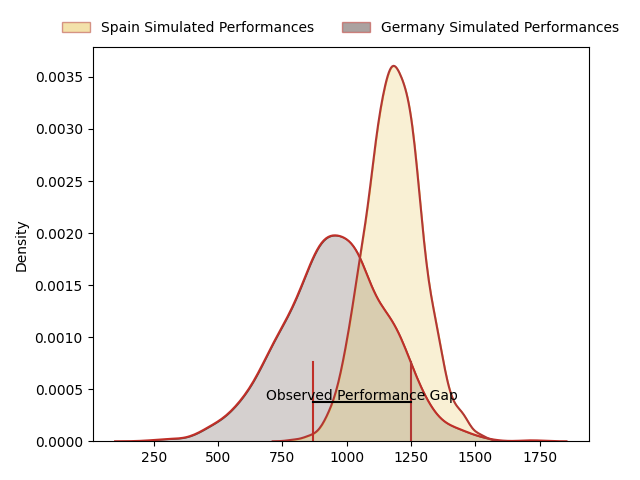 Spain Simulated Performances Germany Simulated Performances
Density
0.0035
0.0030
0.0025
0.0020
0.0015
0.0010
0.0005
0.0000
Observed Performance Gap
250 500 750 1000 1250 1500 1750